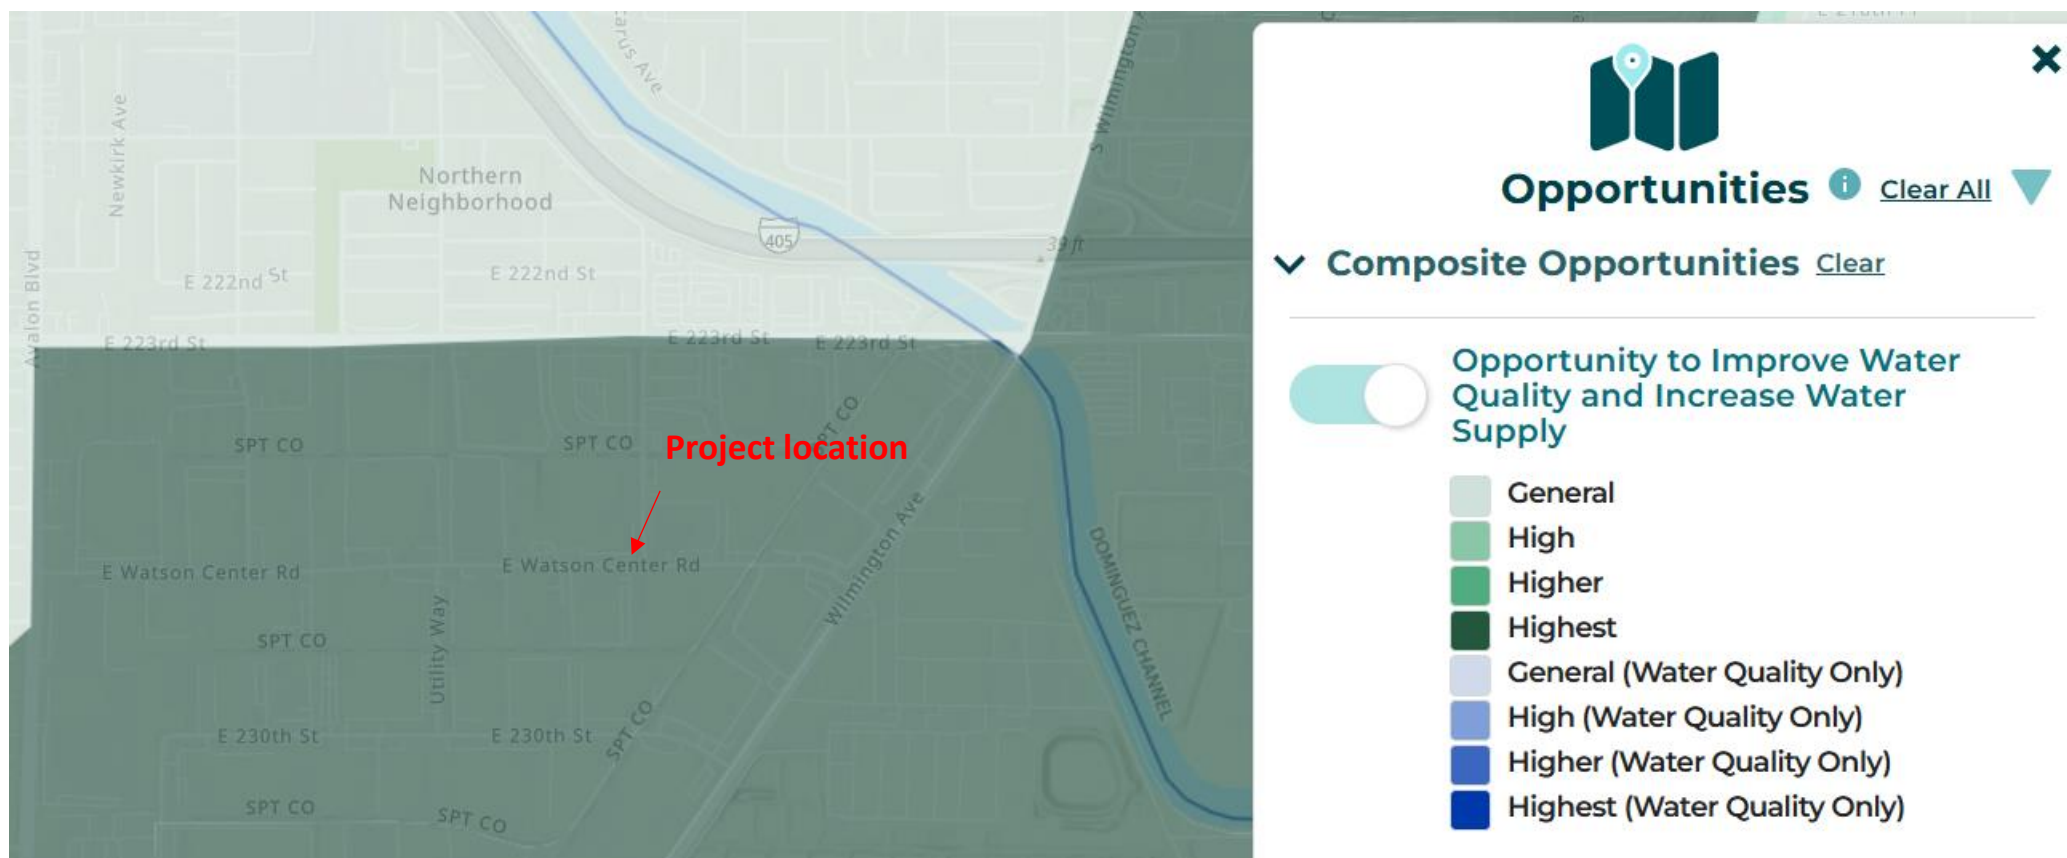 Newkirk Ave
Northern
Neighborhood
Avalon Blvd
E 222nd St
E 222nd St
405
39 ft
S Wilmington
E 223rd St
E 223rd St
E 223rd St
SPT CO
SPT CO
SPT CO
Project location
E Watson Center Rd
E Watson Center Rd
Wilmington Ave
DOMINGUEZ CHANNEL
SPT CO
Utility Way
E 230th St
E 230th St
SPT CO
SPT CO
SPT CO
Opportunities
i
Clear All
Composite Opportunities Clear
Opportunity to Improve Water
Quality and Increase Water
Supply
General
High
Higher
Highest
General (Water Quality Only)
High (Water Quality Only)
Higher (Water Quality Only)
Highest (Water Quality Only)